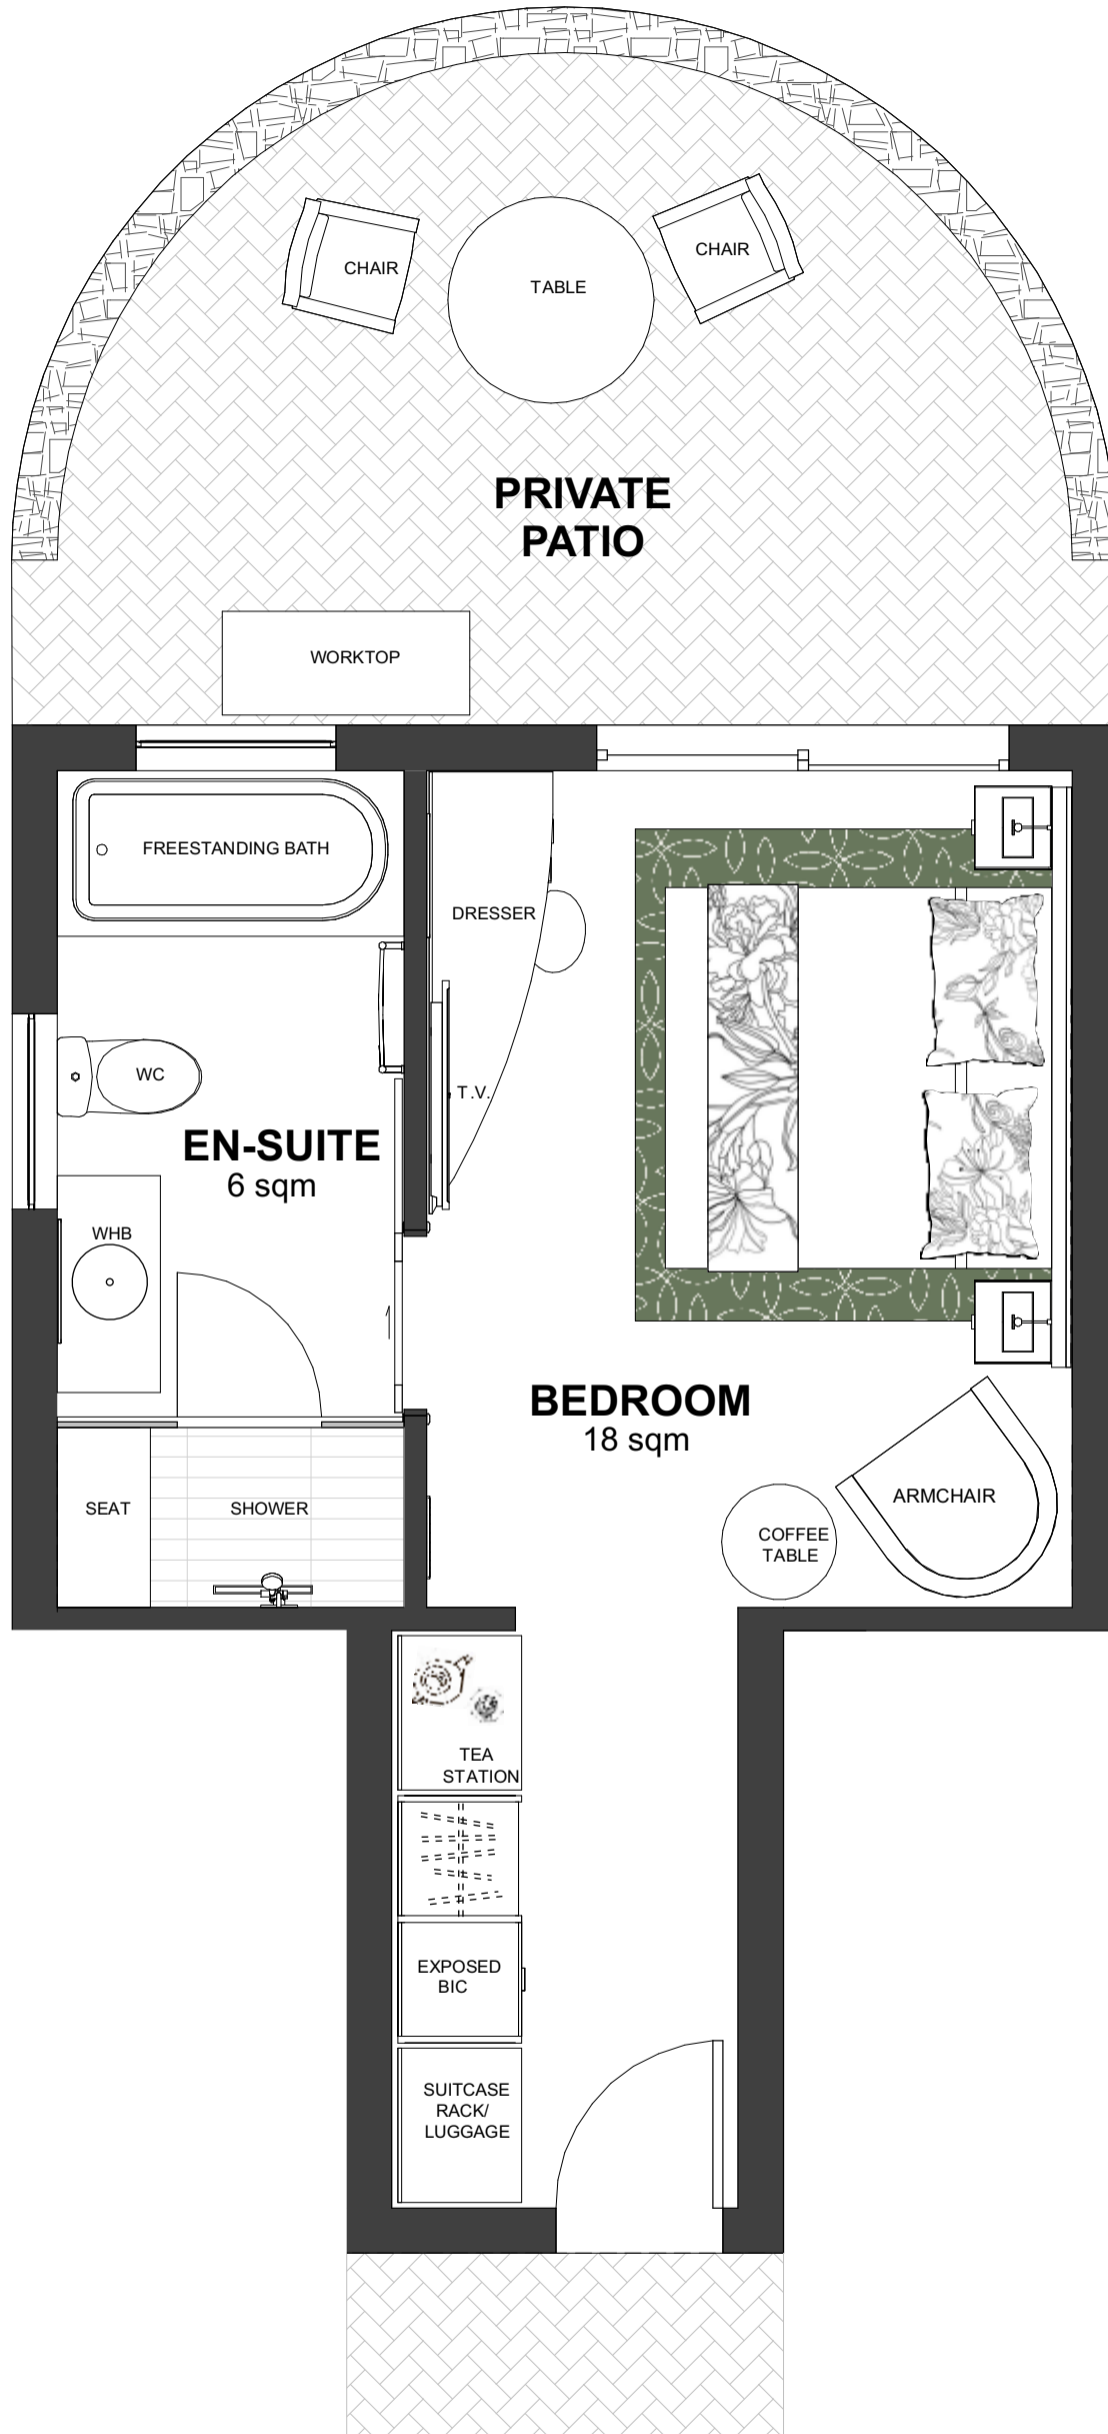 CHAIR
TABLE
CHAIR
PRIVATE
PATIO
WORKTOP
FREESTANDING BATH
DRESSER
WC
T.V.
EN-SUITE
6 sqm
WHB
BEDROOM
18 sqm
SEAT
SHOWER
ARMCHAIR
COFFEE
TABLE
TEA
STATION
EXPOSED
BIC
SUITCASE
RACK/
LUGGAGE